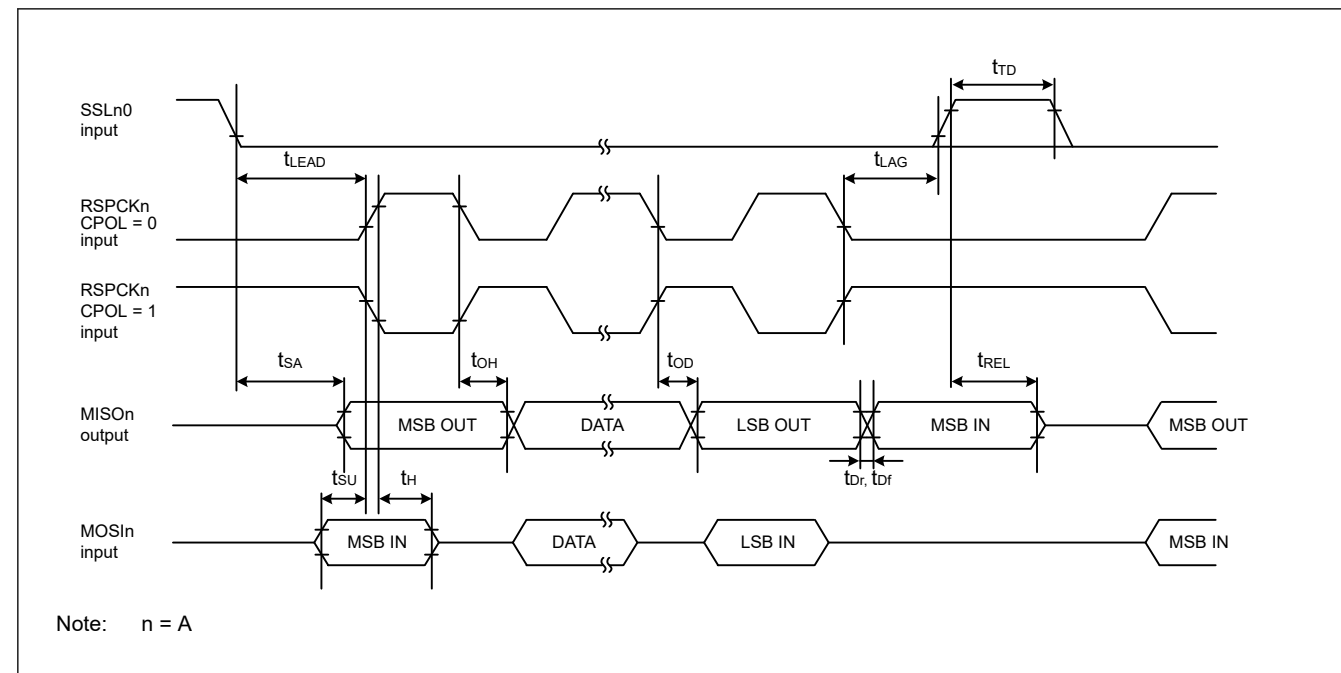 tTD
SSLn0
input
tLEAD
tLAG
RSPCKn
CPOL = 0
input
RSPCKn
CPOL = 1
input
tSA
tOH
tOD
tREL
MISOn
output
MSB OUT
DATA
LSB OUT
MSB IN
MSB OUT
tSU
tH
tDr, tDf
MOSIn
input
MSB IN
DATA
LSB IN
MSB IN
Note: n = A